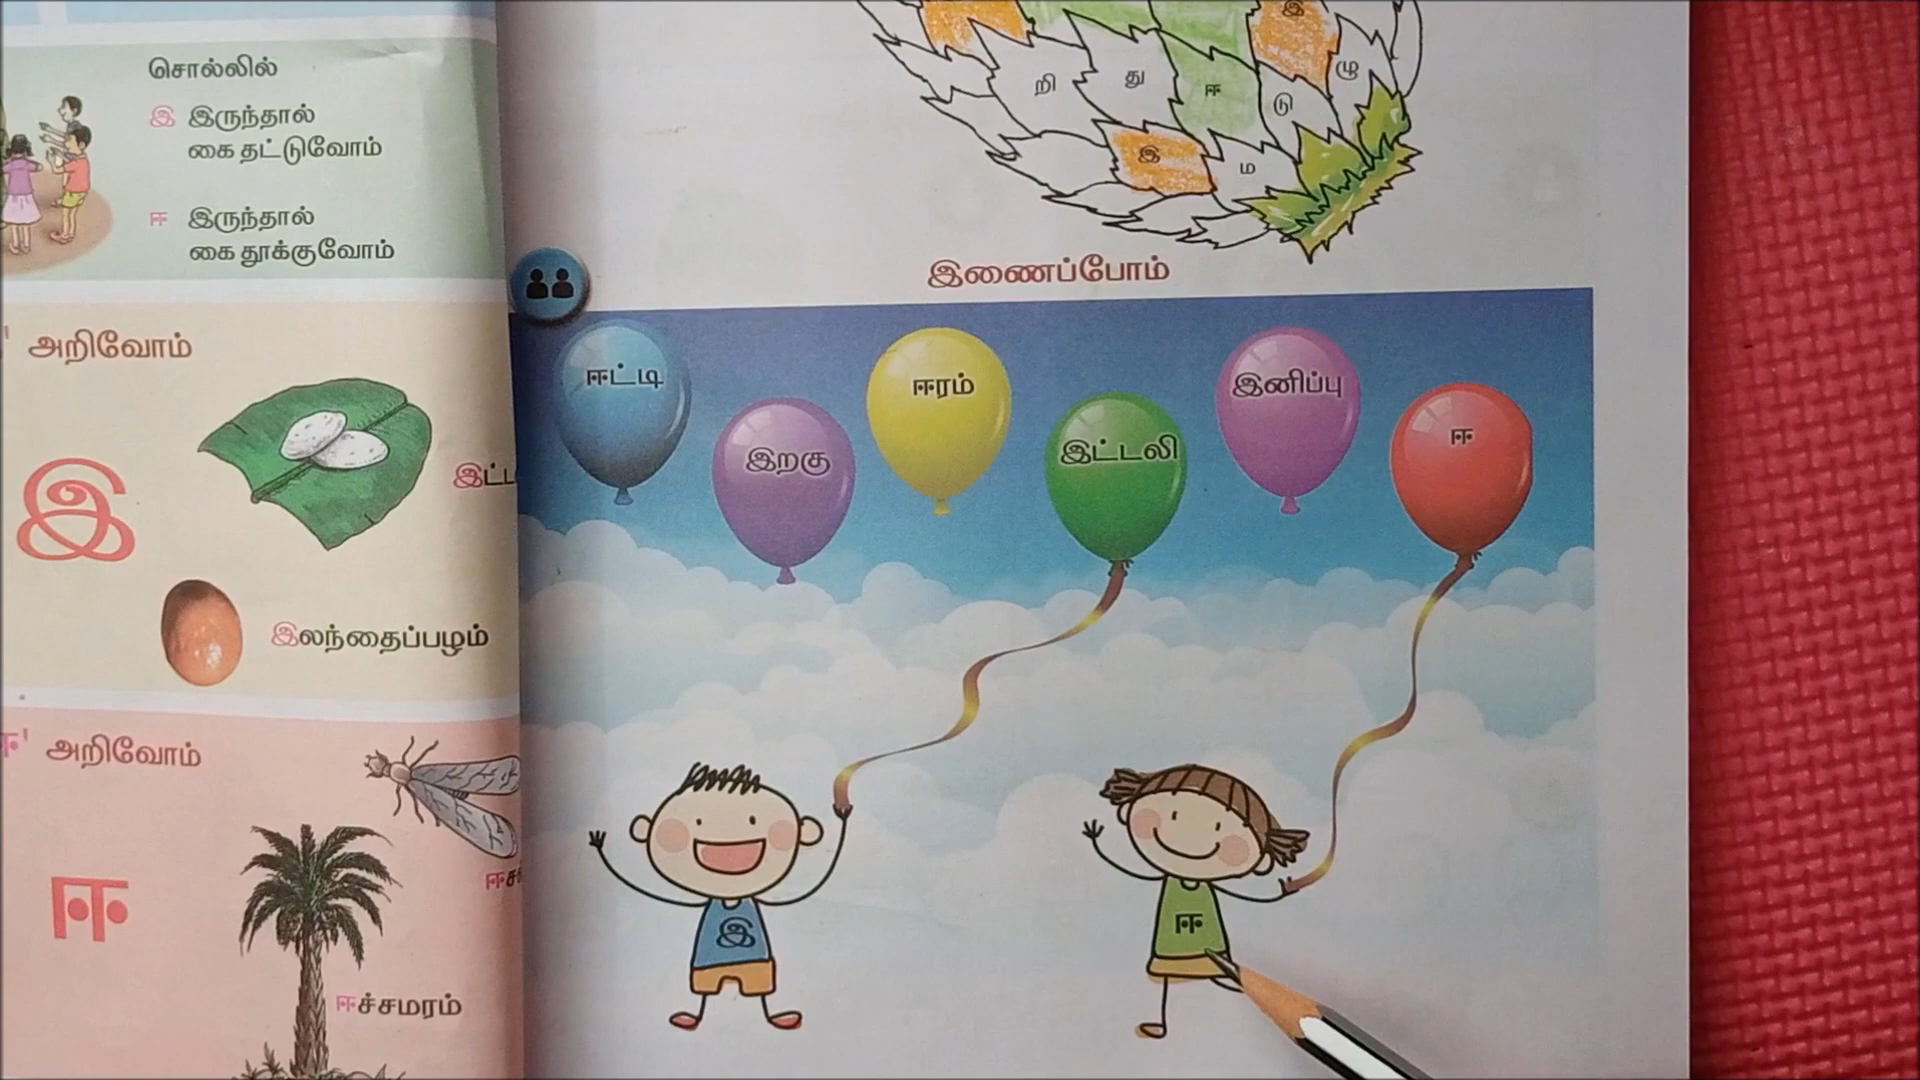 சொல்லில்
இ இருந்தால்
கை தட்டுவோம்
ஈ இருந்தால்
கை தூக்குவோம்
அறிவோம்
இ
இலந்தைப்பழம்
அறிவோம்
ஈ
ஈச்சமரம்
இ
ழு
றி து ஈ டு
இ ம
இணைப்போம்
ஈட்டி இறகு ஈரம் இட்டலி இனிப்பு ஈ
இ ஈ